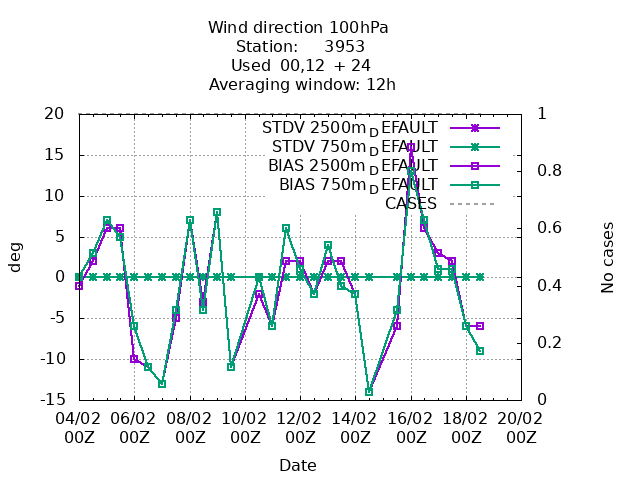 Wind direction 100hPa
Station: 3953
Used 00,12 + 24
Averaging window: 12h
20
15
10
5
0
-5
-10
-15
deg
1
0.8
0.6
0.4
0.2
0
No cases
STDV 2500m_DEFAULT
STDV 750m_DEFAULT
BIAS 2500m_DEFAULT
BIAS 750m_DEFAULT
CASES
04/02 06/02 08/02 10/02 12/02 14/02 16/02 18/02 20/02
00Z 00Z 00Z 00Z 00Z 00Z 00Z 00Z 00Z
Date